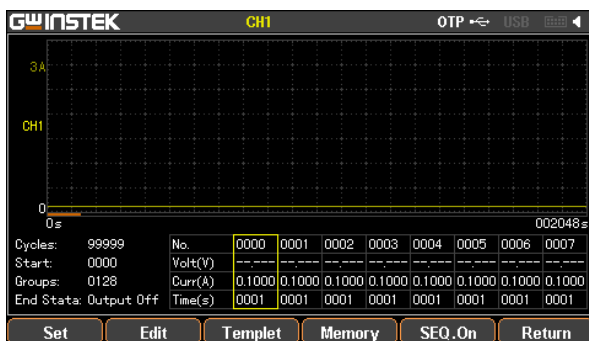 GWINSTEK CH1 OTP USB
3A
CH1
0
0s 002048s
Cycles: 99999 No. 0000 0001 0002 0003 0004 0005 0006 0007
Start: 0000 Volt(V) --.--- --.--- --.--- --.--- --.--- --.--- --.--- --.---
Groups: 0128 Curr(A) 0.1000 0.1000 0.1000 0.1000 0.1000 0.1000 0.1000 0.1000
End Stata: Output Off Time(s) 0001 0001 0001 0001 0001 0001 0001 0001
Set Edit Templet Memory SEQ.On Return